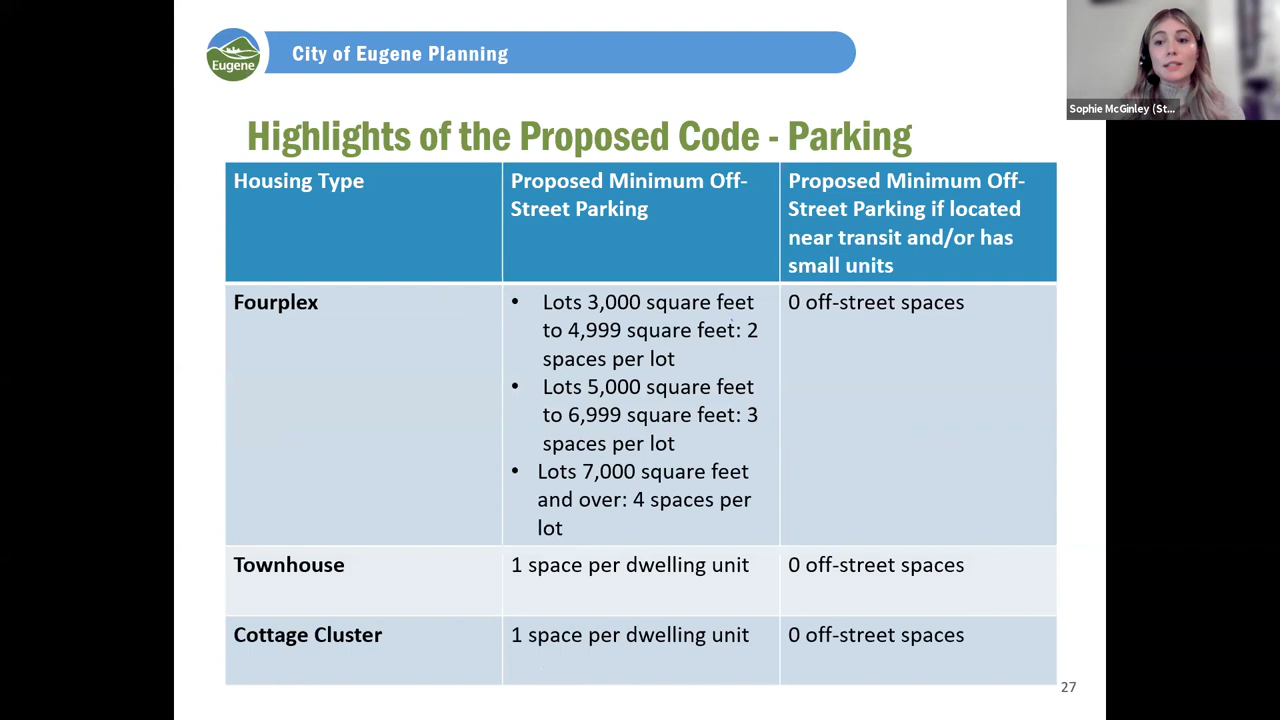 Eugene
City of Eugene Planning
Sophie McGinley (St...
Highlights of the Proposed Code - Parking
Housing Type
Proposed Minimum Off-
Street Parking
Proposed Minimum Off-
Street Parking if located
near transit and/or has
small units
Fourplex
• Lots 3,000 square feet
to 4,999 square feet: 2
spaces per lot
• Lots 5,000 square feet
to 6,999 square feet: 3
spaces per lot
• Lots 7,000 square feet
and over: 4 spaces per
lot
0 off-street spaces
Townhouse
1 space per dwelling unit
0 off-street spaces
Cottage Cluster
1 space per dwelling unit
0 off-street spaces
27